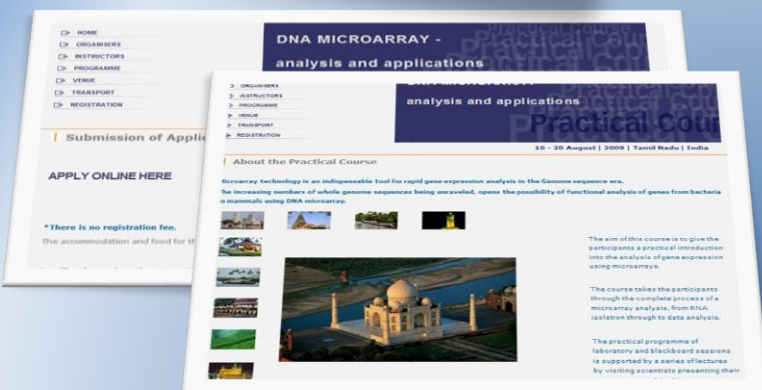 HOME
ORGANISERS
INSTRUCTORS
PROGRAMME
VENUE
TRANSPORT
REGISTRATION
DNA MICROARRAY -
analysis and applications
Practical Course
Submission of Applic
APPLY ONLINE HERE
*There is no registration fee.
The accommodation and food for th
ORGANISERS
INSTRUCTORS
PROGRAMME
VENUE
TRANSPORT
REGISTRATION
analysis and applications
Practical Cour
16 - 20 August | 2009 | Tamil Nadu | India
About the Practical Course
icroarray technology is an indispensable tool for rapid gene expression analysis in the Genome sequence era.
he increasing numbers of whole genome sequences being unraveled, opens the possibility of functional analysis of genes from bacteria
o mammals using DNA microarray.
The aim of this course is to give the
participants a practical introduction
into the analysis of gene expression
using microarrays.
The course takes the participants
through the complete process of a
microarray analysis, from RNA
isolation through to data analysis.
The practical programme of
laboratory and blackboard sessions
is supported by a series of lectures
by visiting scientists presenting their